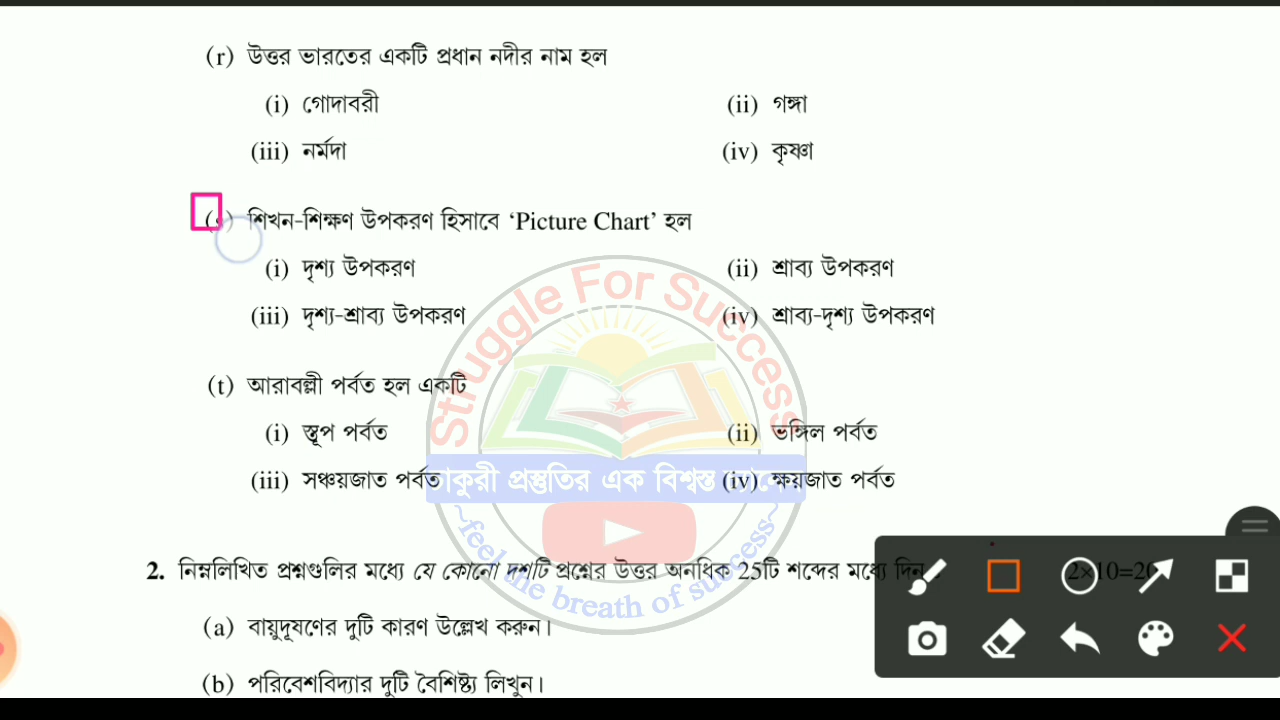 (r) উত্তর ভারতের একটি প্রধান নদীর নাম হল
(i) গোদাবরী (ii) গঙ্গা
(iii) নর্মদা (iv) কৃষ্ণা
(s) শিখন-শিক্ষণ উপকরণ হিসাবে ‘Picture Chart’ হল
(i) দৃশ্য উপকরণ (ii) শ্রাব্য উপকরণ
(iii) দৃশ্য-শ্রাব্য উপকরণ (iv) শ্রাব্য-দৃশ্য উপকরণ
Struggle For Success
(t) আরাবল্লী পর্বত হল একটি
(i) স্তূপ পর্বত (ii) ভঙ্গিল পর্বত
(iii) সঞ্চয়জাত পর্বত (iv) ক্ষয়জাত পর্বত
চাকুরী প্রস্তুতির এক বিশ্বস্ত
~feel the breath of success~
2. নিম্নলিখিত প্রশ্নগুলির মধ্যে যে কোনো দশটি প্রশ্নের উত্তর অনধিক 25টি শব্দের মধ্যে দিন 2×10=20
(a) বায়ুদূষণের দুটি কারণ উল্লেখ করুন।
(b) পরিবেশবিদ্যার দুটি বৈশিষ্ট্য লিখুন।